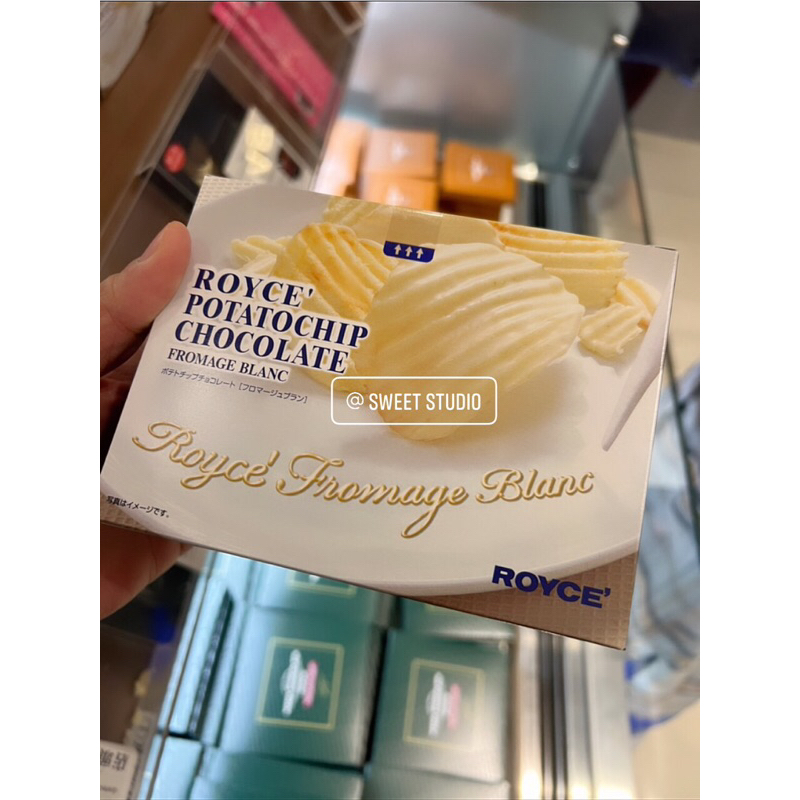 ROYCE'
POTATOCHIP
CHOCOLATE
FROMAGE BLANC
ポテトチップチョコレート [フロマージュブラン]
@ SWEET STUDIO
Royce' Fromage Blanc
写真はイメージです。
ROYCE'